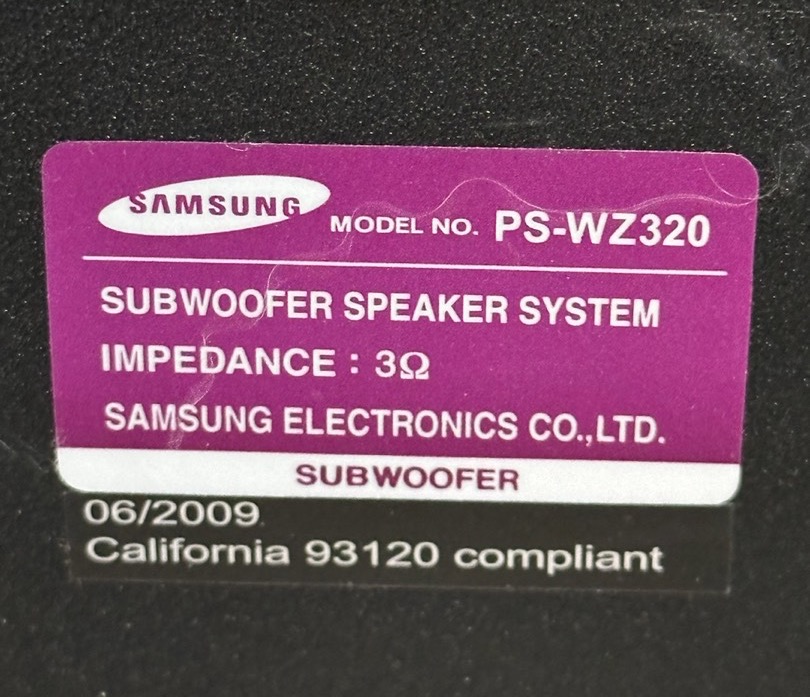 SAMSUNG MODEL NO. PS-WZ320
SUBWOOFER SPEAKER SYSTEM
IMPEDANCE : 3Ω
SAMSUNG ELECTRONICS CO.,LTD.
SUBWOOFER
06/2009
California 93120 compliant